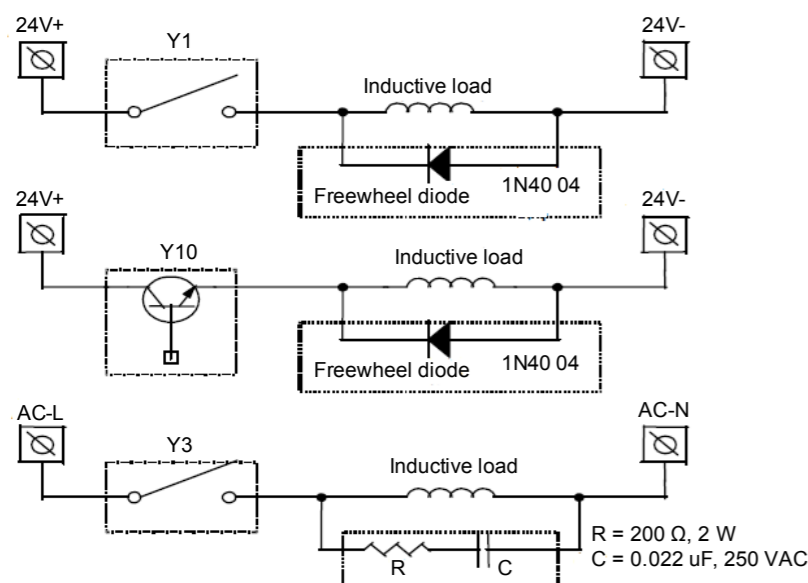 24V+
Y1
24V-
Inductive load
Freewheel diode
1N40 04
24V+
Y10
24V-
Inductive load
Freewheel diode
1N40 04
AC-L
Y3
AC-N
Inductive load
R
C
R = 200 Ω, 2 W
C = 0.022 uF, 250 VAC